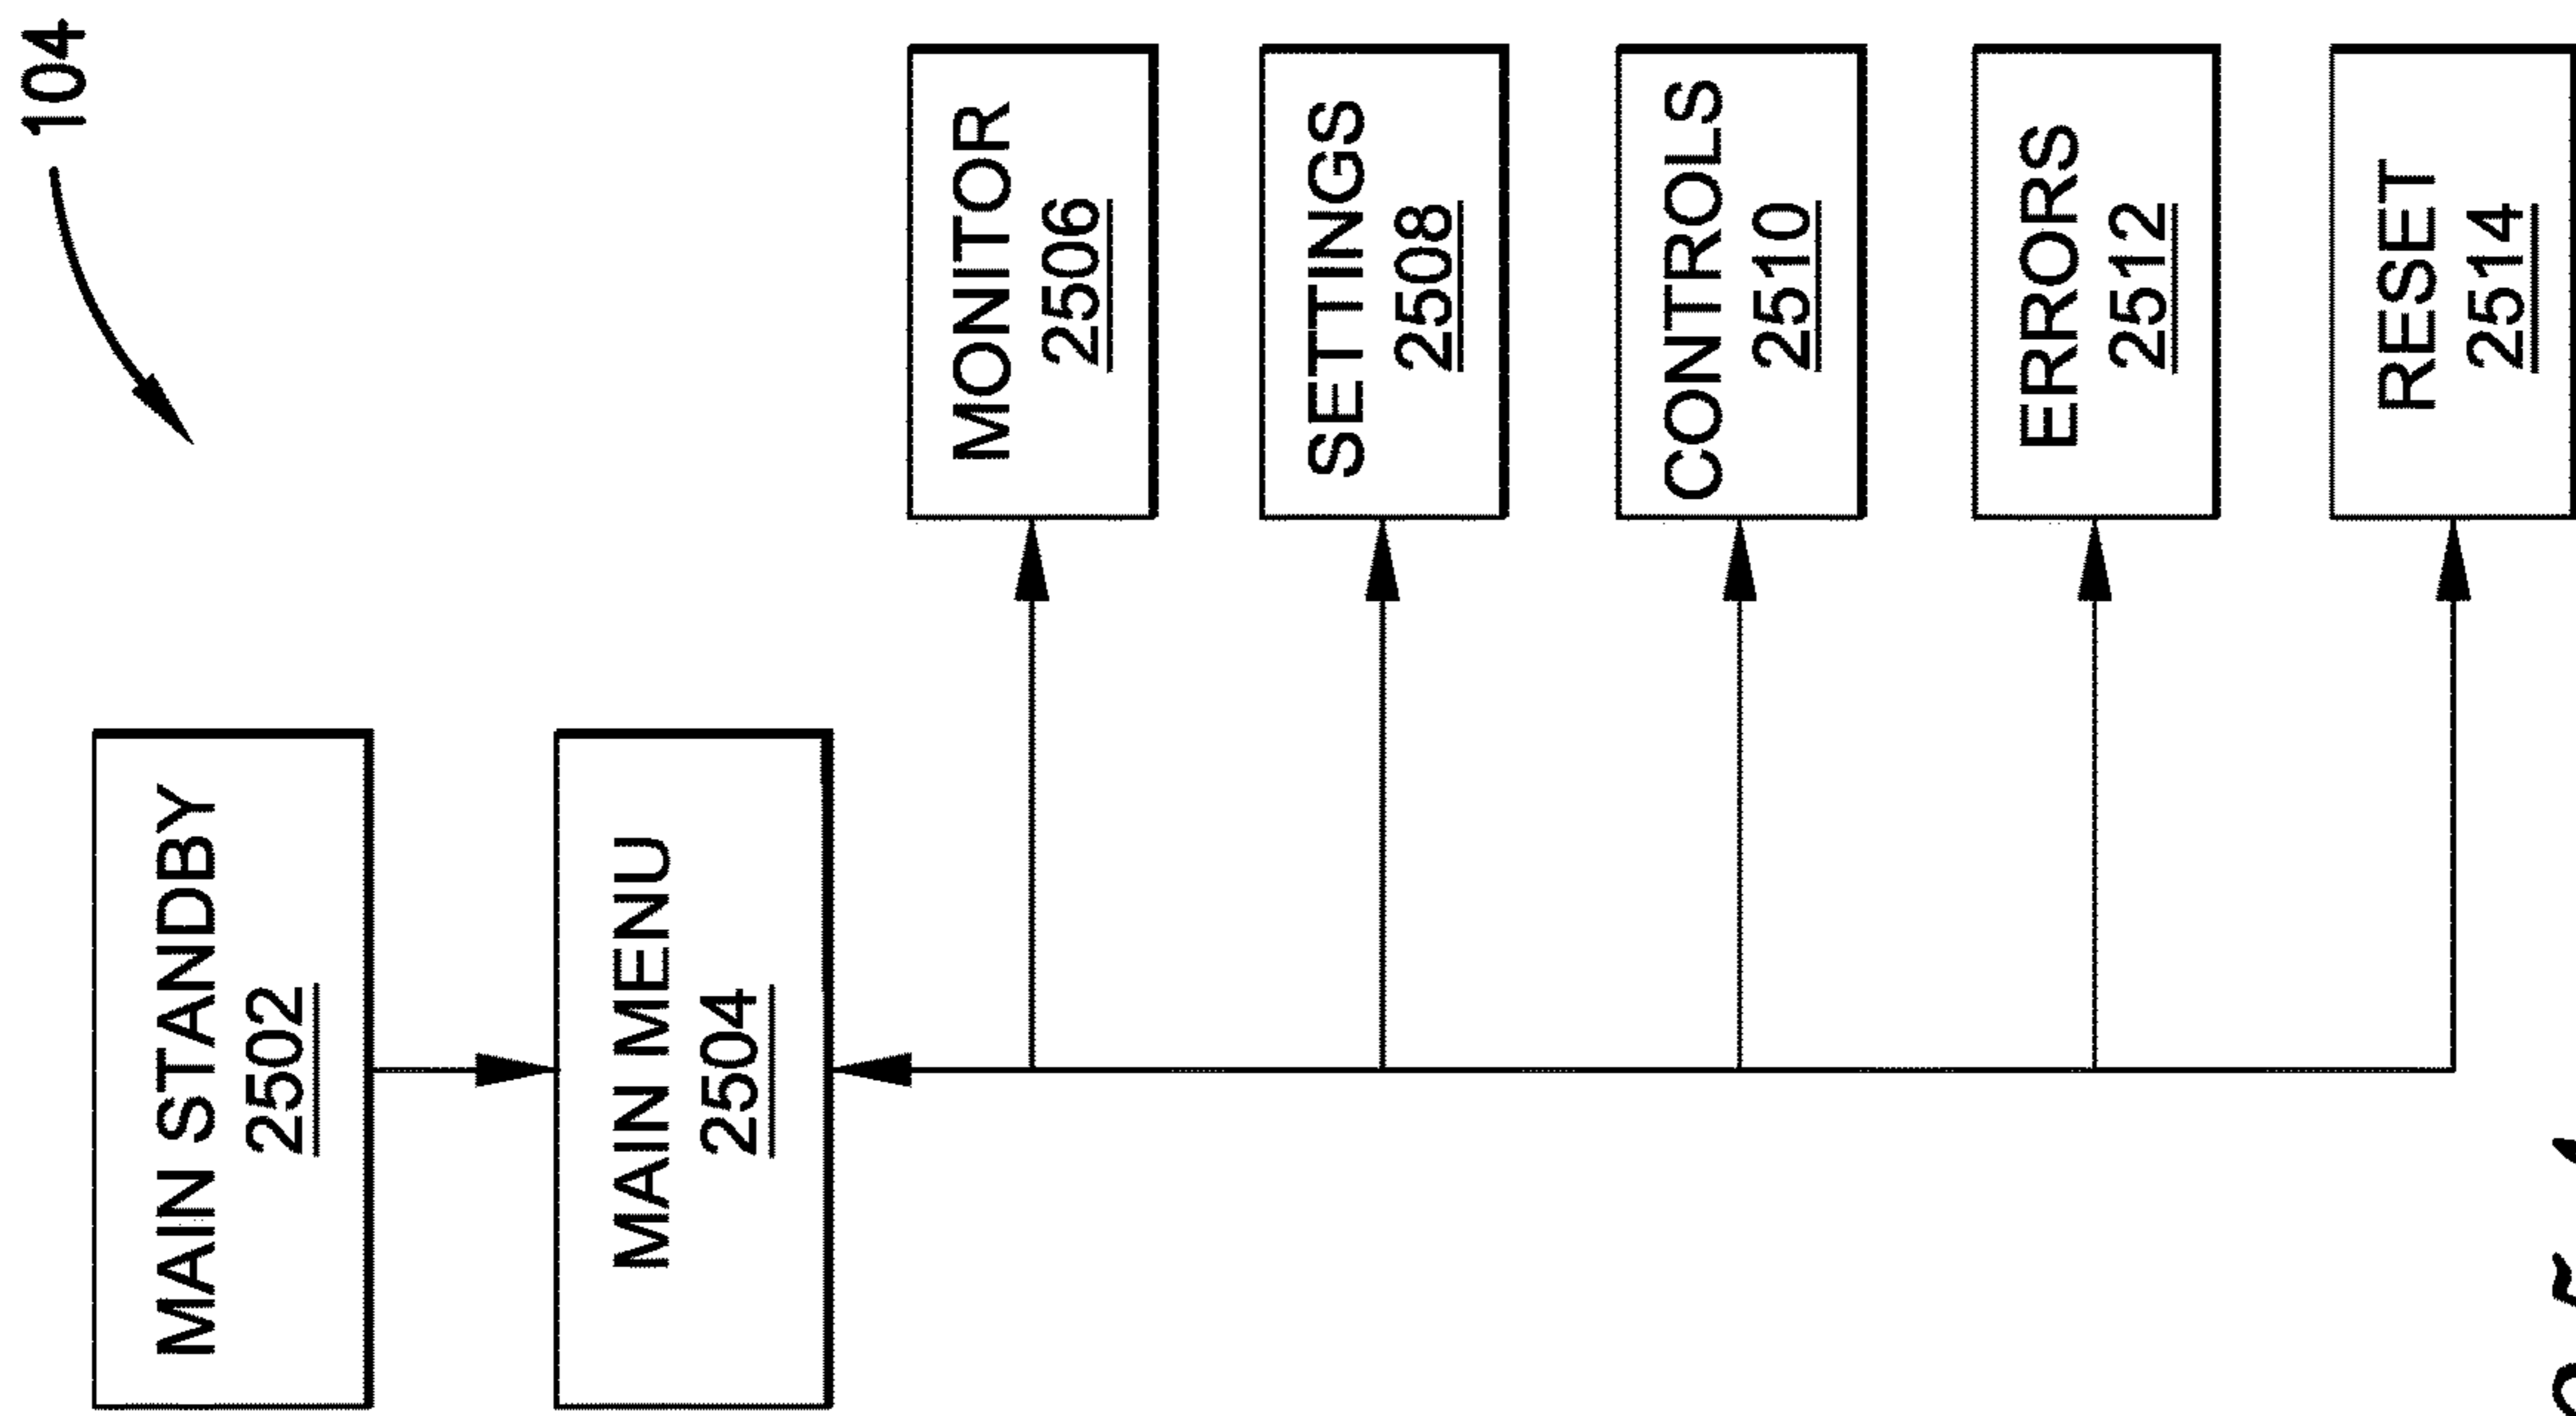 104
MAIN STANDBY
2502
MAIN MENU
2504
MONITOR
2506
SETTINGS
2508
CONTROLS
2510
ERRORS
2512
RESET
2514